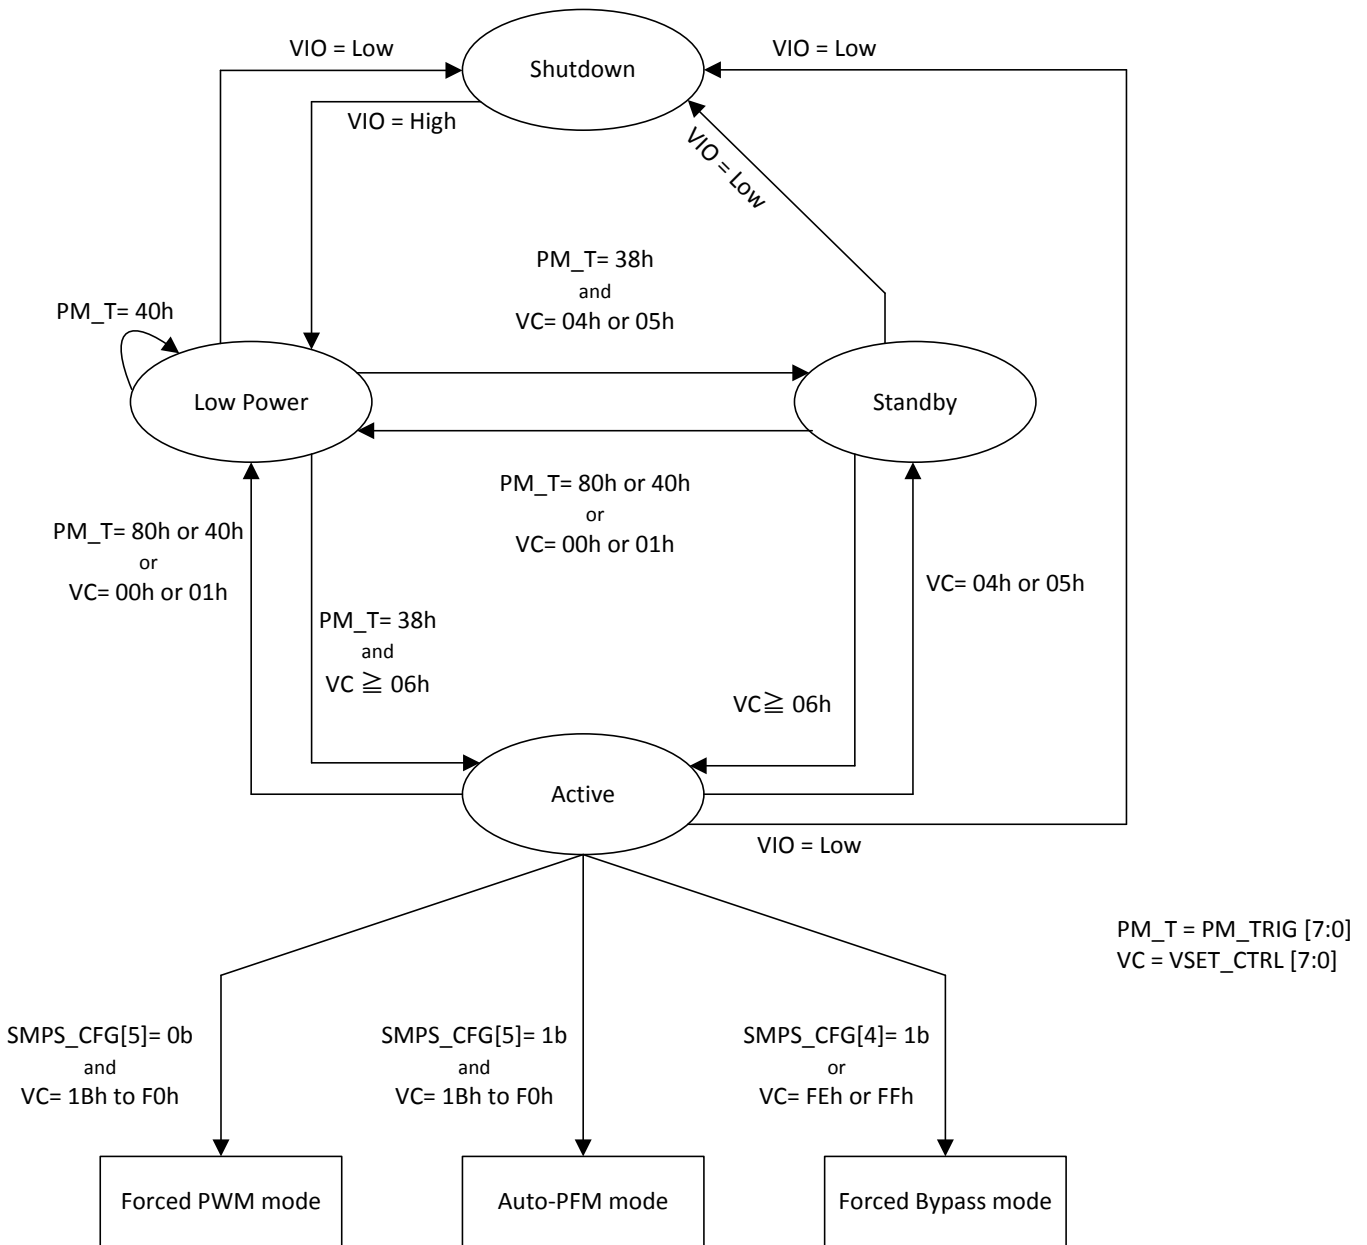 VIO = Low
VIO = Low
Shutdown
VIO = High
VIO = Low
PM_T= 38h
and
VC= 04h or 05h
PM_T= 40h
Low Power
Standby
PM_T= 80h or 40h
or
VC= 00h or 01h
PM_T= 80h or 40h
or
VC= 00h or 01h
VC= 04h or 05h
PM_T= 38h
and
VC ≧ 06h
VC≧ 06h
Active
VIO = Low
PM_T = PM_TRIG [7:0]
VC = VSET_CTRL [7:0]
SMPS_CFG[5]= 0b
and
VC= 1Bh to F0h
SMPS_CFG[5]= 1b
and
VC= 1Bh to F0h
SMPS_CFG[4]= 1b
or
VC= FEh or FFh
Forced PWM mode
Auto-PFM mode
Forced Bypass mode